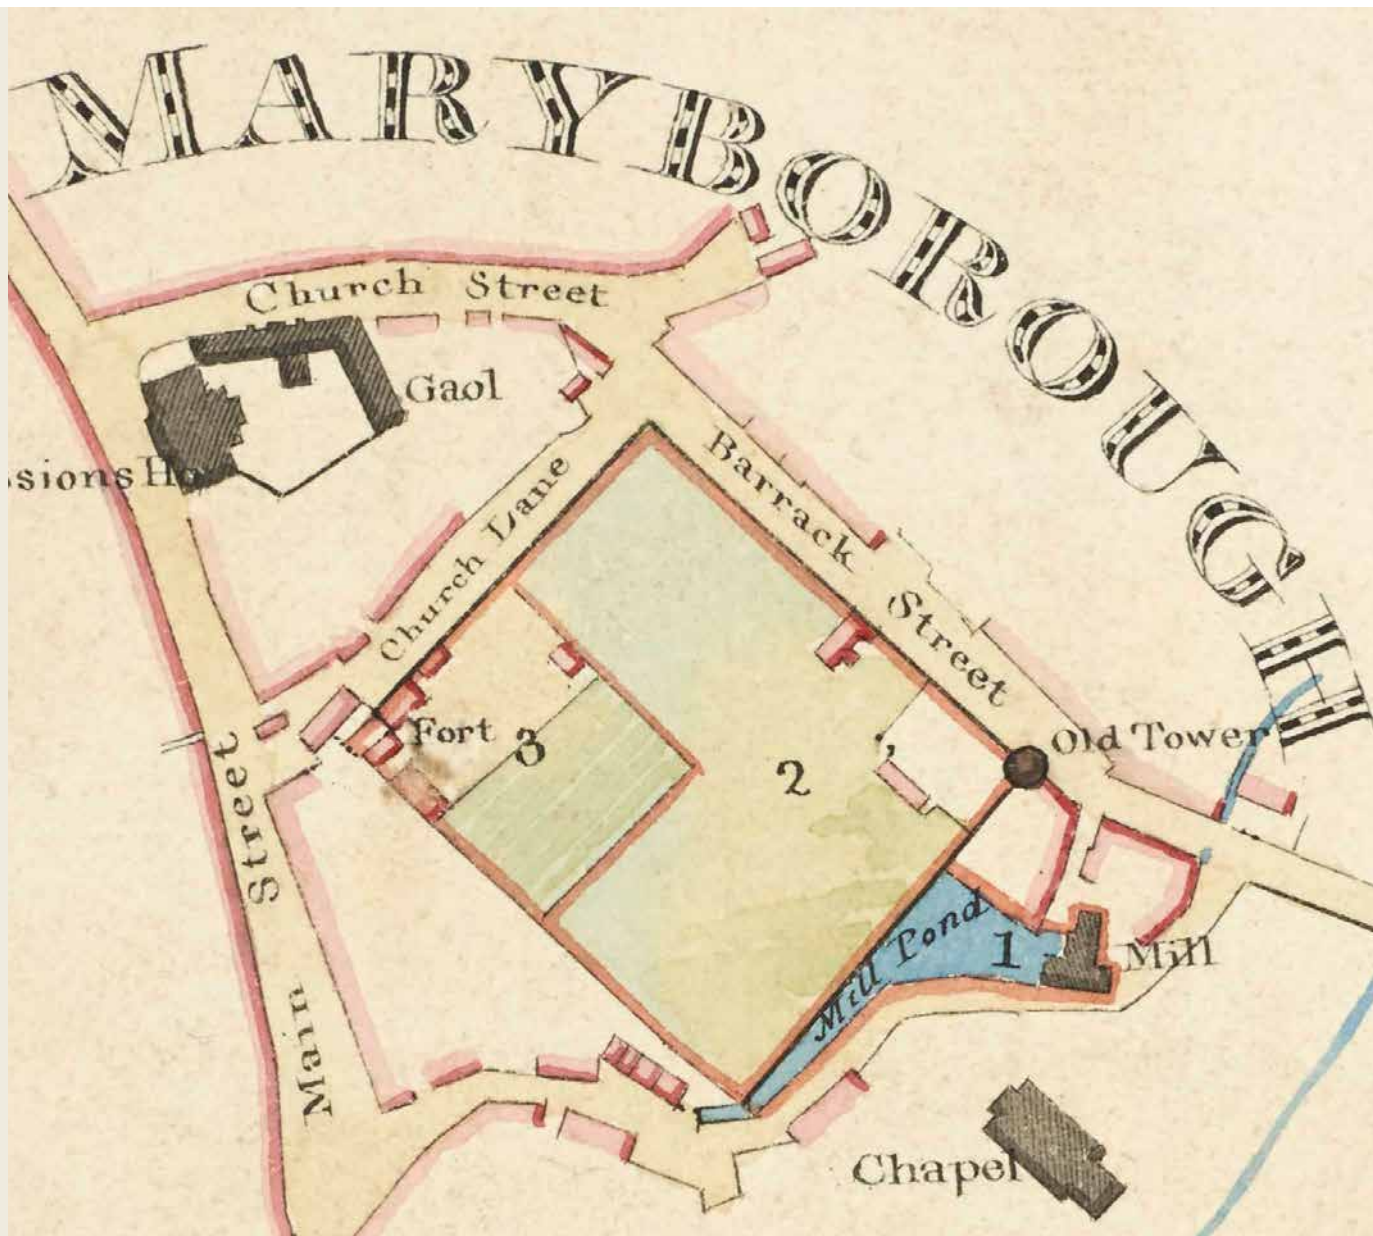 MARYBOROUGH
Church Street
Gaol
ssions Ho
Church Lane
Barrack Street
Fort
3
2
Old Tower
Main Street
Mill Pond
1
Mill
Chapel